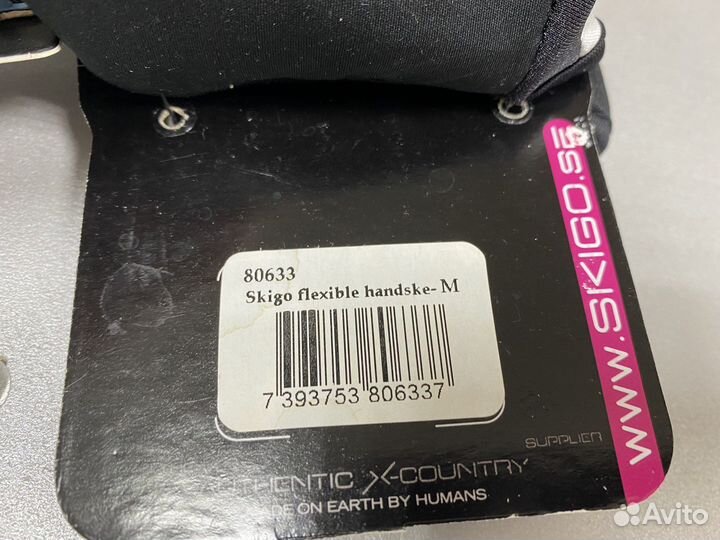 80633
Skigo flexible handske- M
7 393753 806337
www.SKIGO.SE
SUPPLIER
X-COUNTRY
ON EARTH BY HUMANS
Avito